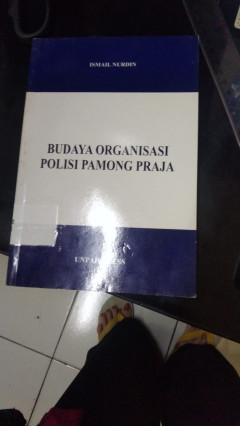 ISMAIL NURDIN
BUDAYA ORGANISASI
POLISI PAMONG PRAJA